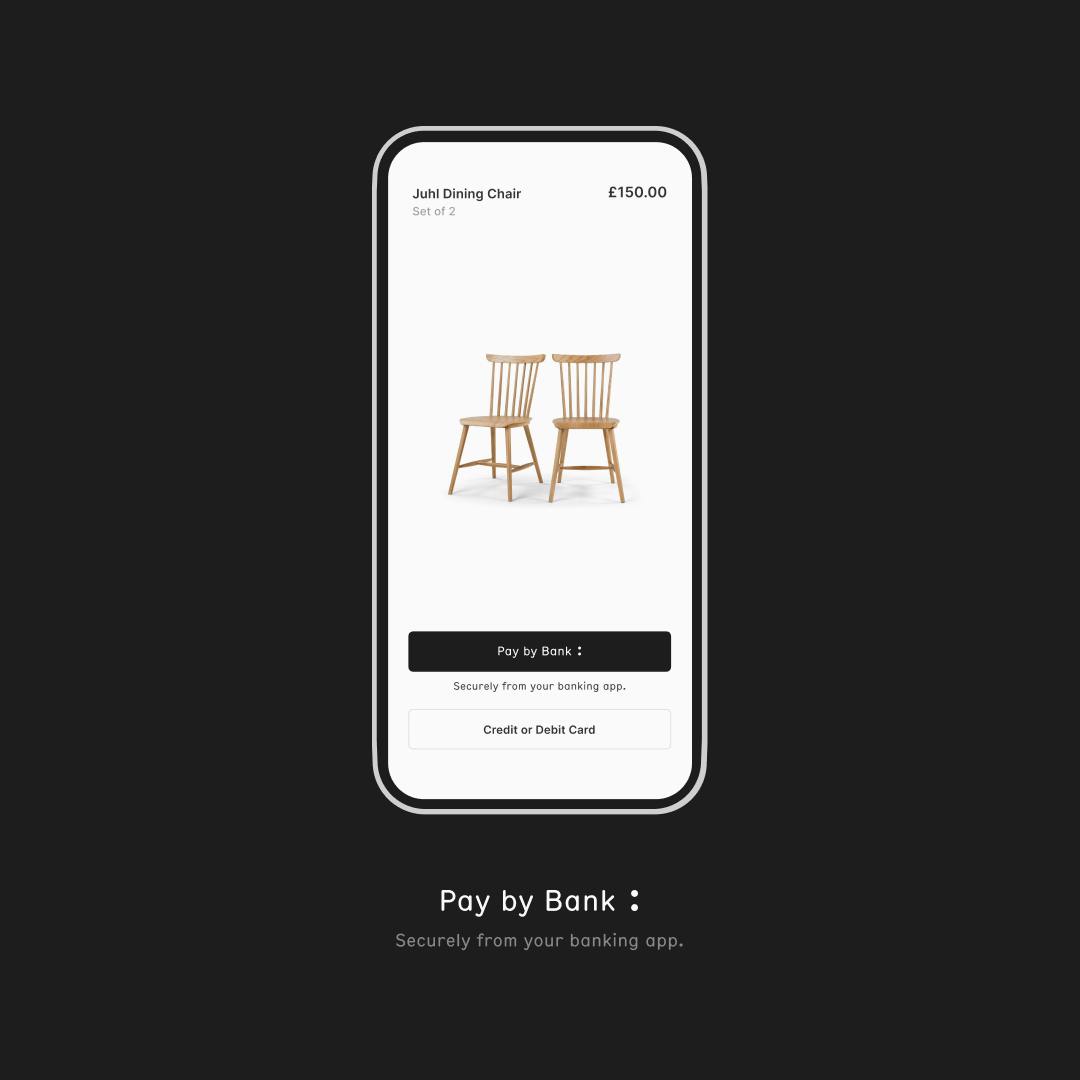 Juhl Dining Chair
£150.00
Set of 2
Pay by Bank :
Securely from your banking app.
Credit or Debit Card
Pay by Bank :
Securely from your banking app.